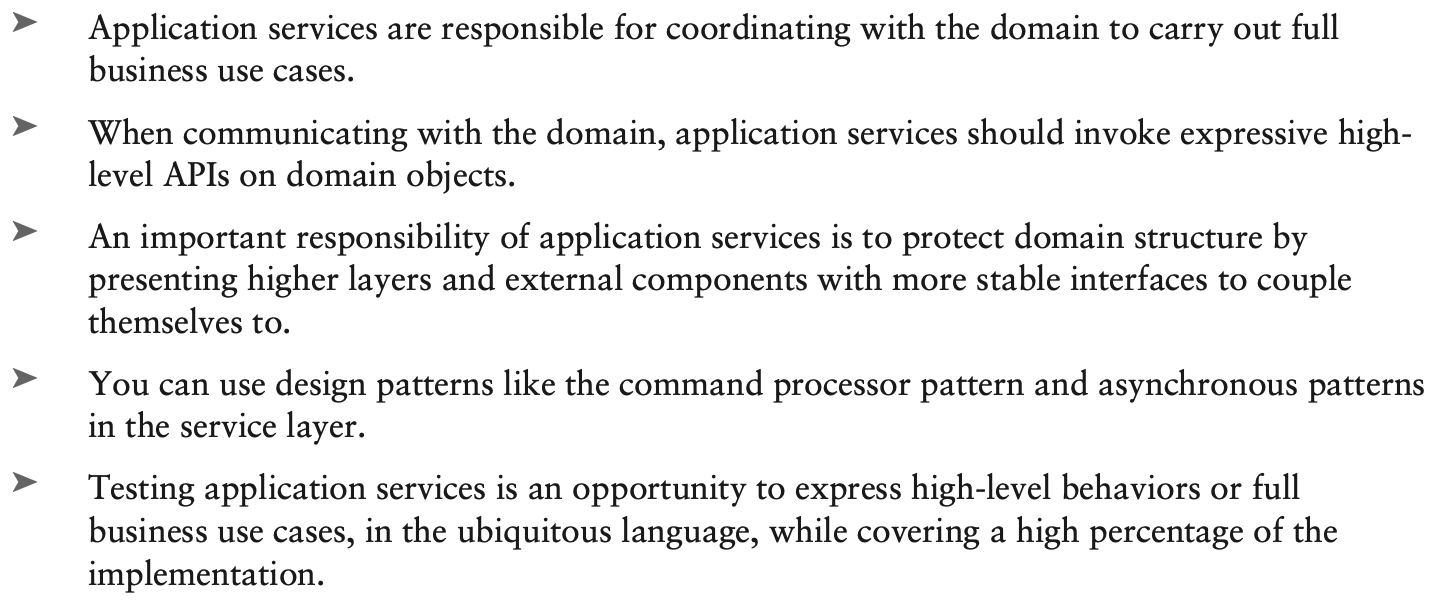 ➤ Application services are responsible for coordinating with the domain to carry out full
business use cases.
➤ When communicating with the domain, application services should invoke expressive high-
level APIs on domain objects.
➤ An important responsibility of application services is to protect domain structure by
presenting higher layers and external components with more stable interfaces to couple
themselves to.
➤ You can use design patterns like the command processor pattern and asynchronous patterns
in the service layer.
➤ Testing application services is an opportunity to express high-level behaviors or full
business use cases, in the ubiquitous language, while covering a high percentage of the
implementation.